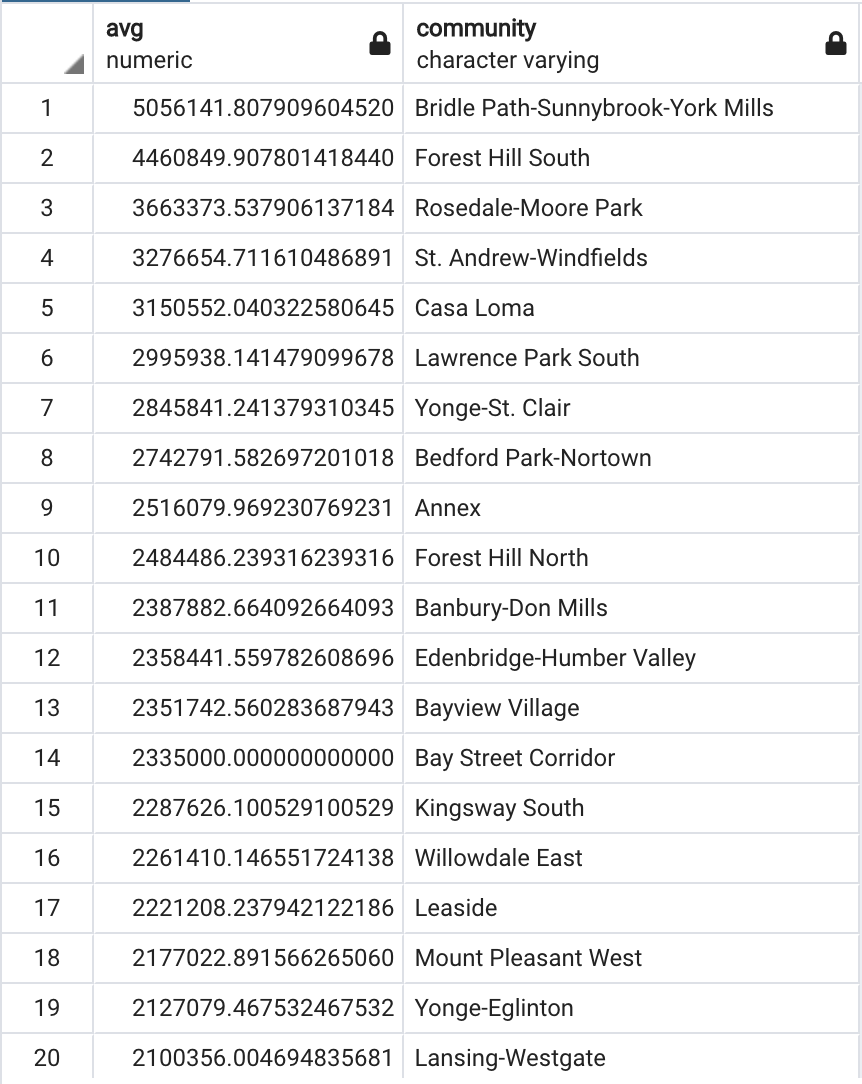 avg community
numeric character varying
1 5056141.807909604520 Bridle Path-Sunnybrook-York Mills
2 4460849.907801418440 Forest Hill South
3 3663373.537906137184 Rosedale-Moore Park
4 3276654.711610486891 St. Andrew-Windfields
5 3150552.040322580645 Casa Loma
6 2995938.141479099678 Lawrence Park South
7 2845841.241379310345 Yonge-St. Clair
8 2742791.582697201018 Bedford Park-Nortown
9 2516079.969230769231 Annex
10 2484486.239316239316 Forest Hill North
11 2387882.664092664093 Banbury-Don Mills
12 2358441.559782608696 Edenbridge-Humber Valley
13 2351742.560283687943 Bayview Village
14 2335000.000000000000 Bay Street Corridor
15 2287626.100529100529 Kingsway South
16 2261410.146551724138 Willowdale East
17 2221208.237942122186 Leaside
18 2177022.891566265060 Mount Pleasant West
19 2127079.467532467532 Yonge-Eglinton
20 2100356.004694835681 Lansing-Westgate